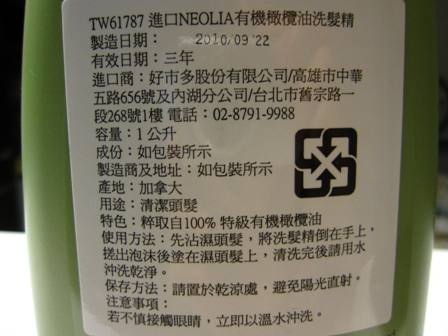 TW61787 進口NEOLIA有機橄欖油洗髮精
製造日期： 2010/09 22
有效日期：三年
進口商：好市多股份有限公司/高雄市中華
五路656號及內湖分公司/台北市舊宗路一
段268號1樓 電話：02-8791-9988
容量：1 公升
成份：如包裝所示
製造商及地址：如包裝所示
產地：加拿大
用途：清潔頭髮
特色：粹取自100% 特級有機橄欖油
使用方法：先沾濕頭髮，將洗髮精倒在手上，
搓出泡沫後塗在濕頭髮上，清洗完後請用水
沖洗乾淨。
保存方法：請置於乾涼處，避免陽光直射。
注意事項：
若不慎接觸眼睛，立即以溫水沖洗。